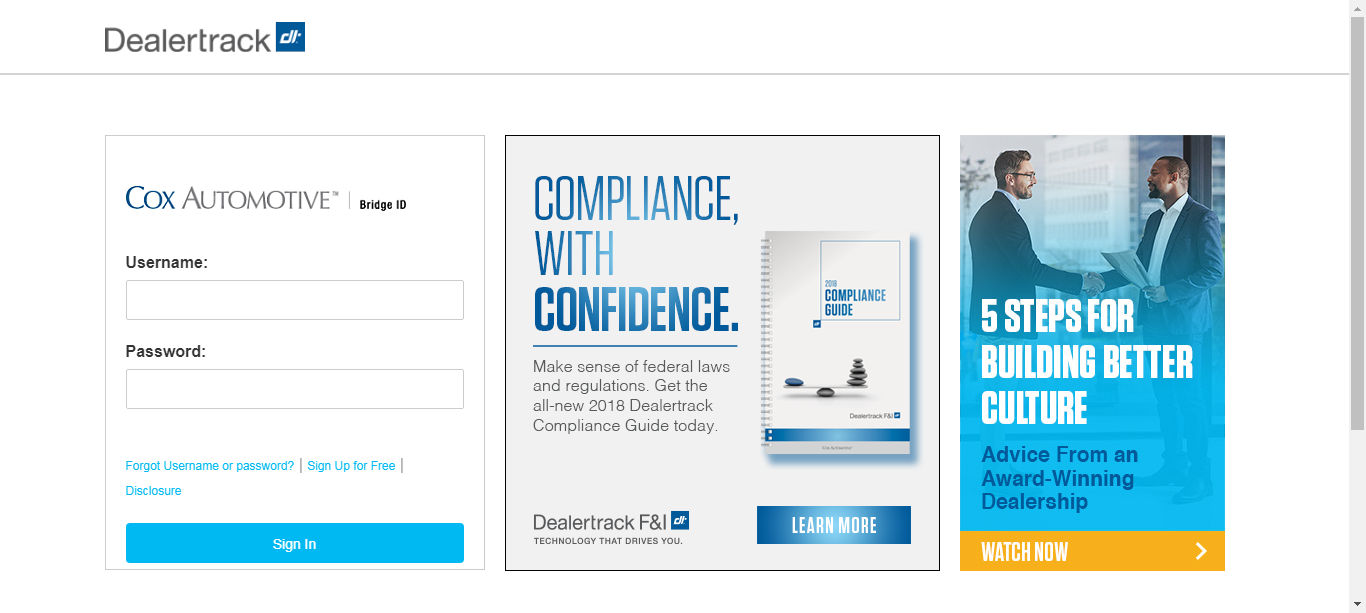 Dealertrack dt
COX AUTOMOTIVE™ | Bridge ID
Username:
Password:
Forgot Username or password? | Sign Up for Free |
Disclosure
Sign In
COMPLIANCE,
WITH
CONFIDENCE.
Make sense of federal laws
and regulations. Get the
all-new 2018 Dealertrack
Compliance Guide today.
2018
COMPLIANCE
GUIDE
Dealertrack F&I dt
Cox Automotive
Dealertrack F&I dt
TECHNOLOGY THAT DRIVES YOU.
LEARN MORE
5 STEPS FOR
BUILDING BETTER
CULTURE
Advice From an
Award-Winning
Dealership
WATCH NOW